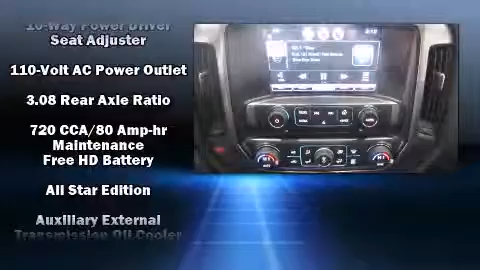 10-Way Power Driver
Seat Adjuster
110-Volt AC Power Outlet
3.08 Rear Axle Ratio
720 CCA/80 Amp-hr
Maintenance
Free HD Battery
All Star Edition
Auxiliary External
Transmission Oil Cooler